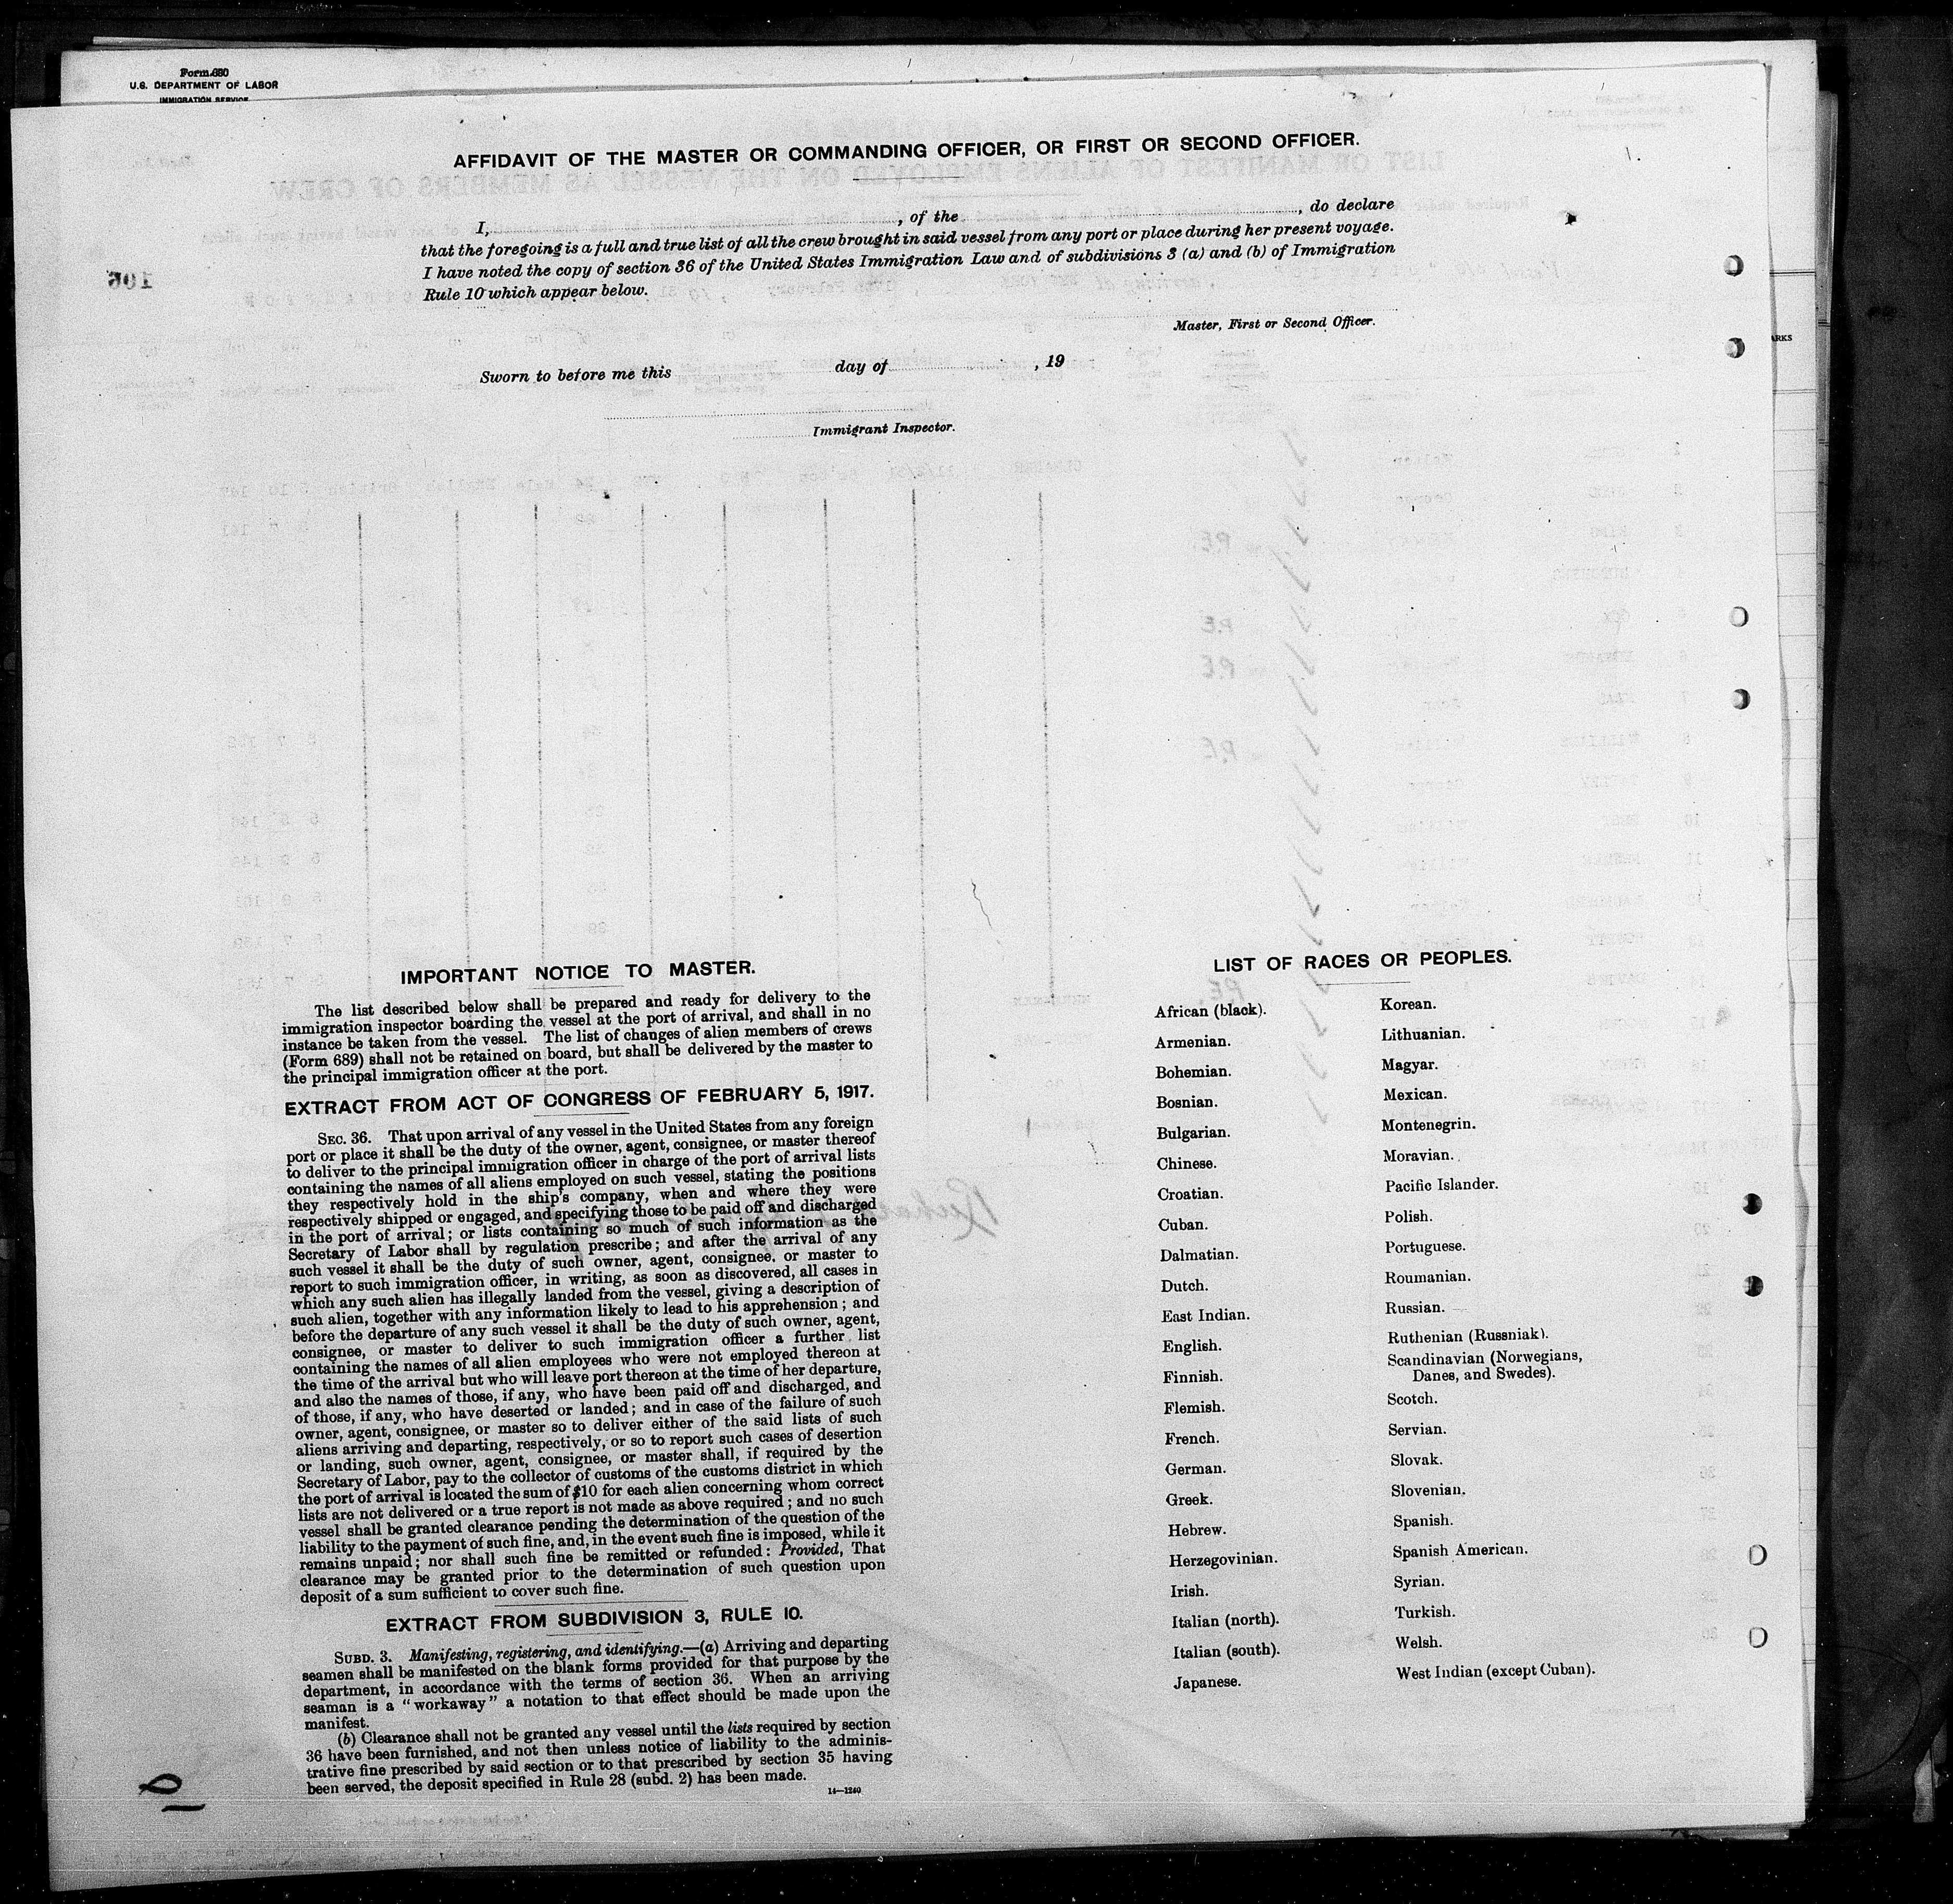 Form 680
U.S. DEPARTMENT OF LABOR
IMMIGRATION SERVICE
AFFIDAVIT OF THE MASTER OR COMMANDING OFFICER, OR FIRST OR SECOND OFFICER.
I, , of the , do declare
that the foregoing is a full and true list of all the crew brought in said vessel from any port or place during her present voyage.
I have noted the copy of section 36 of the United States Immigration Law and of subdivisions 3 (a) and (b) of Immigration
Rule 10 which appear below.
Master, First or Second Officer.
Sworn to before me this day of , 19
Immigrant Inspector.
ARKS
IMPORTANT NOTICE TO MASTER.
The list described below shall be prepared and ready for delivery to the
immigration inspector boarding the vessel at the port of arrival, and shall in no
instance be taken from the vessel. The list of changes of alien members of crews
(Form 689) shall not be retained on board, but shall be delivered by the master to
the principal immigration officer at the port.
EXTRACT FROM ACT OF CONGRESS OF FEBRUARY 5, 1917.
SEC. 36. That upon arrival of any vessel in the United States from any foreign
port or place it shall be the duty of the owner, agent, consignee, or master thereof
to deliver to the principal immigration officer in charge of the port of arrival lists
containing the names of all aliens employed on such vessel, stating the positions
they respectively hold in the ship's company, when and where they were
respectively shipped or engaged, and specifying those to be paid off and discharged
in the port of arrival; or lists containing so much of such information as the
Secretary of Labor shall by regulation prescribe; and after the arrival of any
such vessel it shall be the duty of such owner, agent, consignee, or master to
report to such immigration officer, in writing, as soon as discovered, all cases in
which any such alien has illegally landed from the vessel, giving a description of
such alien, together with any information likely to lead to his apprehension; and
before the departure of any such vessel it shall be the duty of such owner, agent,
consignee, or master to deliver to such immigration officer a further list
containing the names of all alien employees who were not employed thereon at
the time of the arrival but who will leave port thereon at the time of her departure,
and also the names of those, if any, who have been paid off and discharged, and
of those, if any, who have deserted or landed; and in case of the failure of such
owner, agent, consignee, or master so to deliver either of the said lists of such
aliens arriving and departing, respectively, or so to report such cases of desertion
or landing, such owner, agent, consignee, or master shall, if required by the
Secretary of Labor, pay to the collector of customs of the customs district in which
the port of arrival is located the sum of $10 for each alien concerning whom correct
lists are not delivered or a true report is not made as above required; and no such
vessel shall be granted clearance pending the determination of the question of the
liability to the payment of such fine, and, in the event such fine is imposed, while it
remains unpaid; nor shall such fine be remitted or refunded: Provided, That
clearance may be granted prior to the determination of such question upon
deposit of a sum sufficient to cover such fine.
EXTRACT FROM SUBDIVISION 3, RULE 10.
SUBD. 3. Manifesting, registering, and identifying.—(a) Arriving and departing
seamen shall be manifested on the blank forms provided for that purpose by the
department, in accordance with the terms of section 36. When an arriving
seaman is a "workaway" a notation to that effect should be made upon the
manifest.
(b) Clearance shall not be granted any vessel until the lists required by section
36 have been furnished, and not then unless notice of liability to the adminis-
trative fine prescribed by said section or to that prescribed by section 35 having
been served, the deposit specified in Rule 28 (subd. 2) has been made.
14—1240
LIST OF RACES OR PEOPLES.
African (black).
Armenian.
Bohemian.
Bosnian.
Bulgarian.
Chinese.
Croatian.
Cuban.
Dalmatian.
Dutch.
East Indian.
English.
Finnish.
Flemish.
French.
German.
Greek.
Hebrew.
Herzegovinian.
Irish.
Italian (north).
Italian (south).
Japanese.
Korean.
Lithuanian.
Magyar.
Mexican.
Montenegrin.
Moravian.
Pacific Islander.
Polish.
Portuguese.
Roumanian.
Russian.
Ruthenian (Russniak).
Scandinavian (Norwegians,
Danes, and Swedes).
Scotch.
Servian.
Slovak.
Slovenian.
Spanish.
Spanish American.
Syrian.
Turkish.
Welsh.
West Indian (except Cuban).